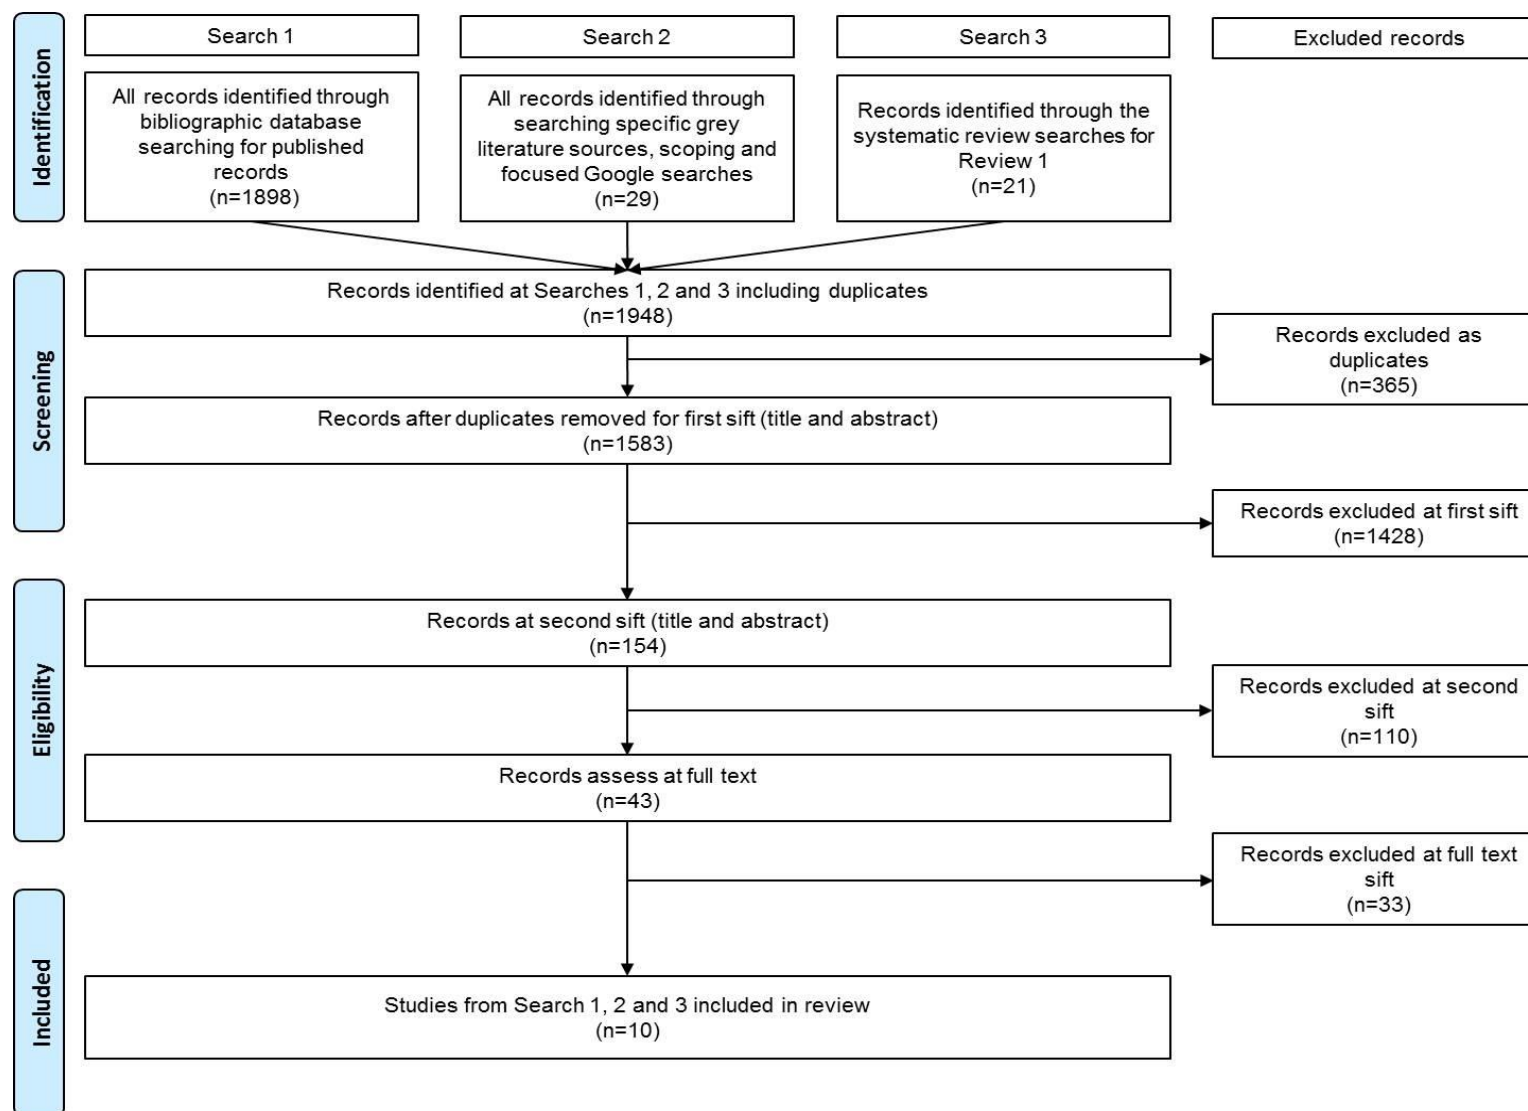 Identification
Search 1
Search 2
Search 3
Excluded records
All records identified through
bibliographic database
searching for published
records
(n=1898)
All records identified through
searching specific grey
literature sources, scoping and
focused Google searches
(n=29)
Records identified through the
systematic review searches for
Review 1
(n=21)
Screening
Records identified at Searches 1, 2 and 3 including duplicates
(n=1948)
Records excluded as
duplicates
(n=365)
Records after duplicates removed for first sift (title and abstract)
(n=1583)
Records excluded at first sift
(n=1428)
Eligibility
Records at second sift (title and abstract)
(n=154)
Records excluded at second
sift
(n=110)
Records assess at full text
(n=43)
Records excluded at full text
sift
(n=33)
Included
Studies from Search 1, 2 and 3 included in review
(n=10)